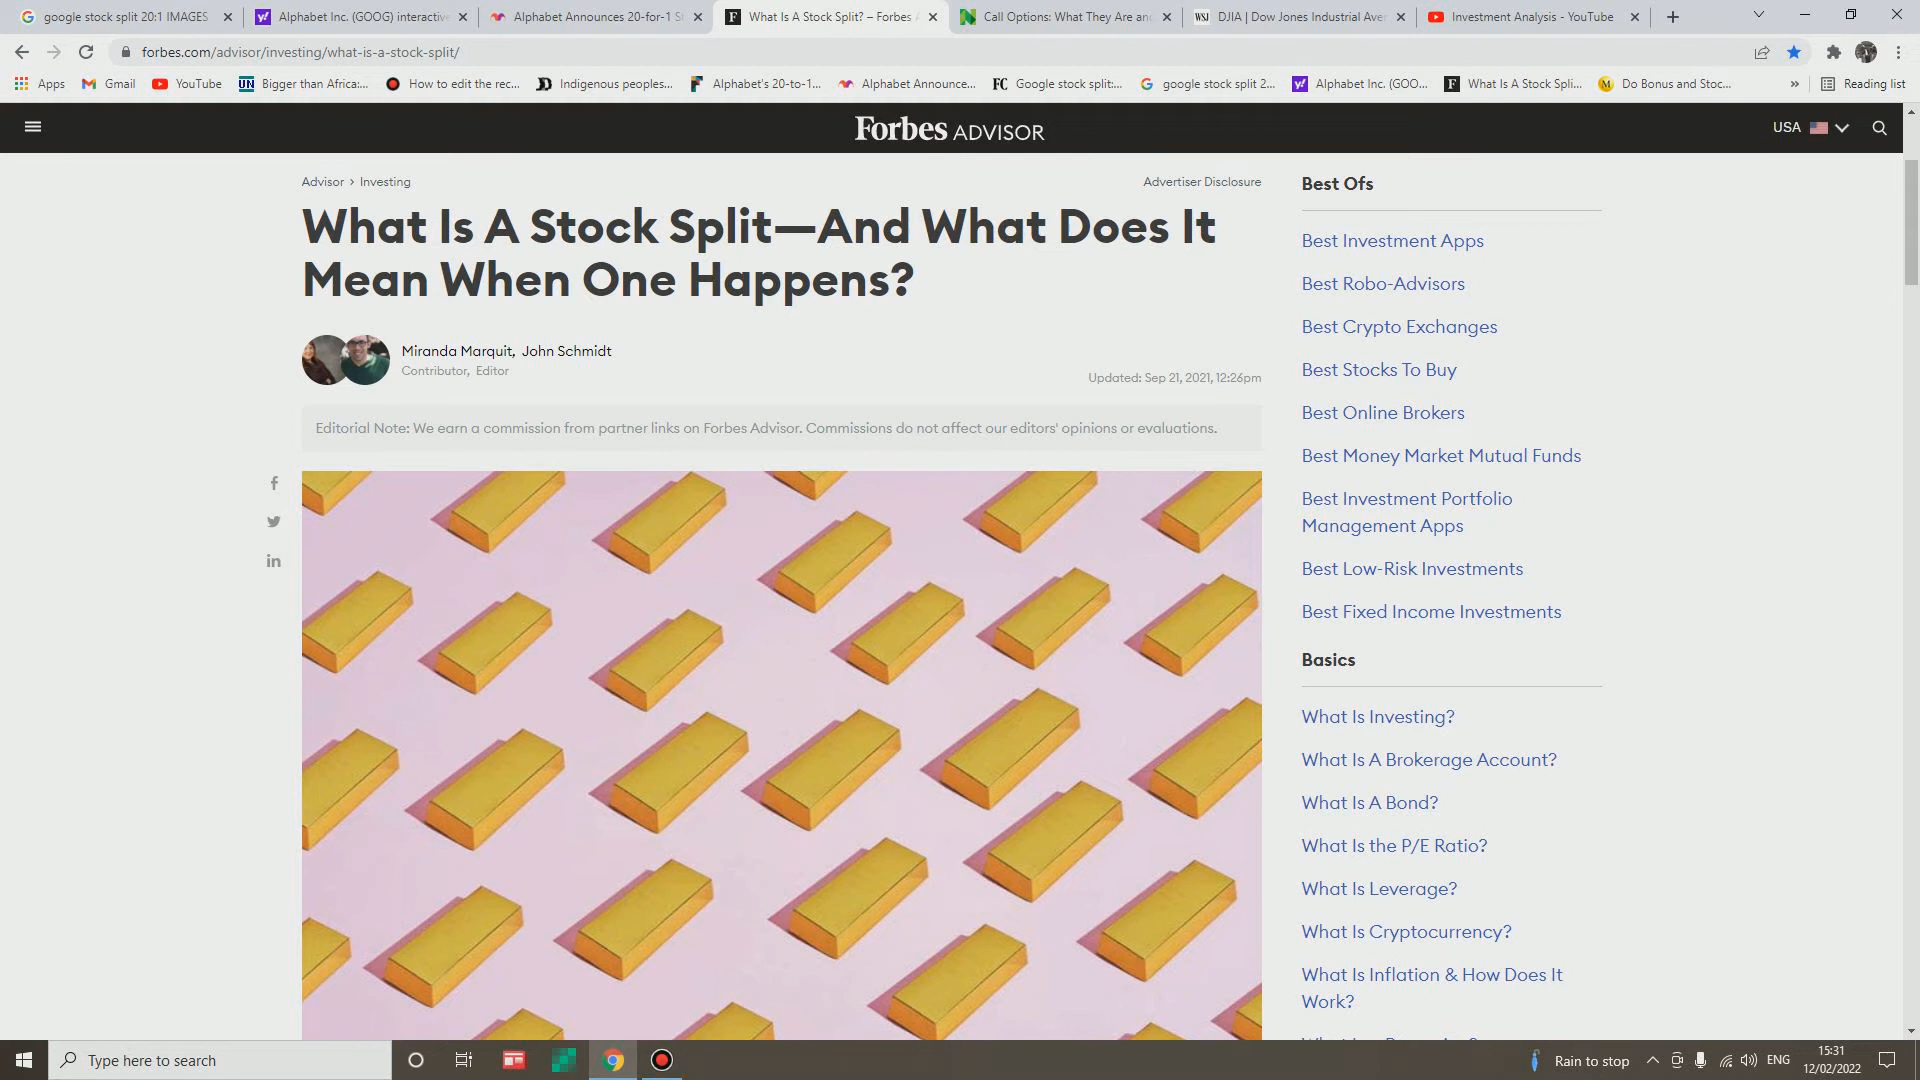 google stock split 20:1 IMAGES
Alphabet Inc. (GOOG) interactive
Alphabet Announces 20-for-1 S
What Is A Stock Split? – Forbes A
Call Options: What They Are an
DJIA | Dow Jones Industrial Aver
Investment Analysis - YouTube
forbes.com/advisor/investing/what-is-a-stock-split/
Apps
Gmail
YouTube
Bigger than Africa:...
How to edit the rec...
Indigenous peoples...
Alphabet's 20-to-1...
Alphabet Announce...
FC Google stock split:...
google stock split 2...
Alphabet Inc. (GOO...
What Is A Stock Spli...
Do Bonus and Stoc...
»
Reading list
Forbes ADVISOR
USA
Advisor > Investing
Advertiser Disclosure
What Is A Stock Split—And What Does It
Mean When One Happens?
Miranda Marquit, John Schmidt
Contributor, Editor
Updated: Sep 21, 2021, 12:26pm
Editorial Note: We earn a commission from partner links on Forbes Advisor. Commissions do not affect our editors' opinions or evaluations.
Best Ofs
Best Investment Apps
Best Robo-Advisors
Best Crypto Exchanges
Best Stocks To Buy
Best Online Brokers
Best Money Market Mutual Funds
Best Investment Portfolio
Management Apps
Best Low-Risk Investments
Best Fixed Income Investments
Basics
What Is Investing?
What Is A Brokerage Account?
What Is A Bond?
What Is the P/E Ratio?
What Is Leverage?
What Is Cryptocurrency?
What Is Inflation & How Does It
Work?
Type here to search
Rain to stop
ENG
15:31
12/02/2022